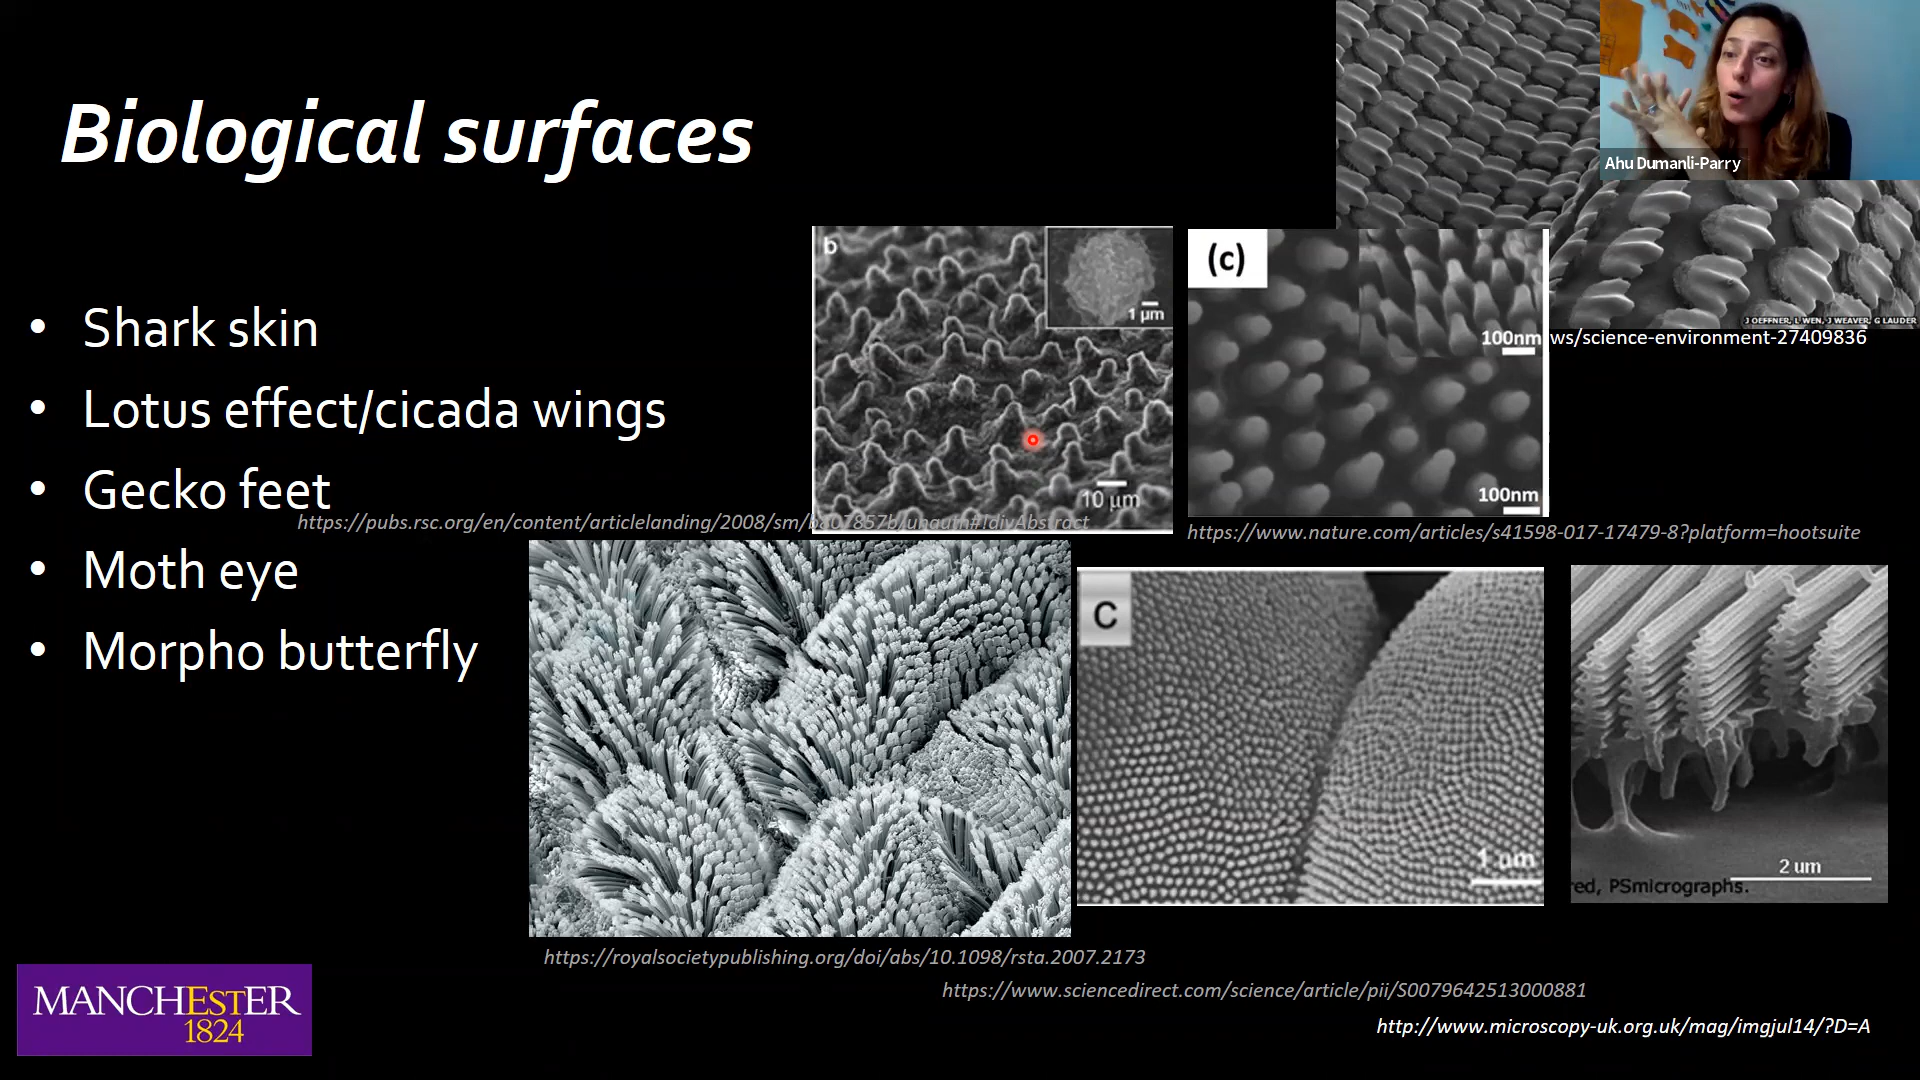 Biological surfaces
Ahu Dumanli-Parry
• Shark skin
• Lotus effect/cicada wings
• Gecko feet
• Moth eye
• Morpho butterfly
b
1 μm
10 μm
(c)
100nm
100nm
J OEFFNER, L WEN, J WEAVER, G LAUDER
ws/science-environment-27409836
https://pubs.rsc.org/en/content/articlelanding/2008/sm/b807857b/unauth#!divAbstract
https://www.nature.com/articles/s41598-017-17479-8?platform=hootsuite
C
1 um
2 um
red, PSmicrographs.
https://royalsocietypublishing.org/doi/abs/10.1098/rsta.2007.2173
https://www.sciencedirect.com/science/article/pii/S0079642513000881
http://www.microscopy-uk.org.uk/mag/imgjul14/?D=A
MANCHESTER
1824